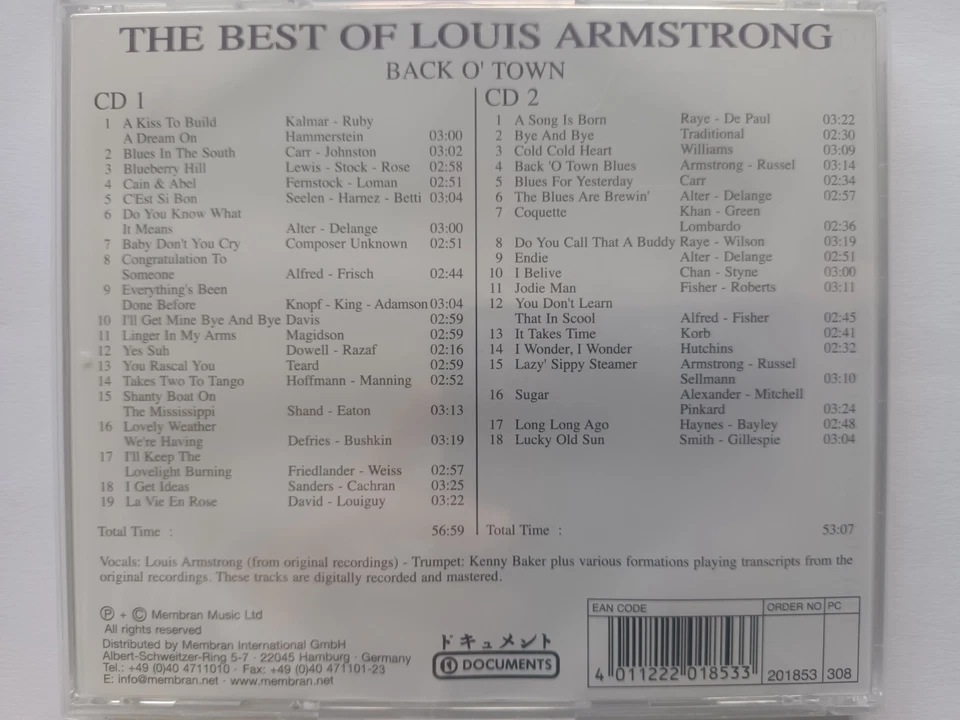 THE BEST OF LOUIS ARMSTRONG
BACK O' TOWN
CD 1
1 A Kiss To Build Kalmar - Ruby
A Dream On Hammerstein 03:00
2 Blues In The South Carr - Johnston 03:02
3 Blueberry Hill Lewis - Stock - Rose 02:58
4 Cain & Abel Fernstock - Loman 02:51
5 C'Est Si Bon Seelen - Harnez - Betti 03:04
6 Do You Know What
It Means Alter - Delange 03:00
7 Baby Don't You Cry Composer Unknown 02:51
8 Congratulation To
Someone Alfred - Frisch 02:44
9 Everything's Been
Done Before Knopf - King - Adamson 03:04
10 I'll Get Mine Bye And Bye Davis 02:59
11 Linger In My Arms Magidson 02:59
12 Yes Suh Dowell - Razaf 02:16
13 You Rascal You Teard 02:59
14 Takes Two To Tango Hoffmann - Manning 02:52
15 Shanty Boat On
The Mississippi Shand - Eaton 03:13
16 Lovely Weather
We're Having Defries - Bushkin 03:19
17 I'll Keep The
Lovelight Burning Friedlander - Weiss 02:57
18 I Get Ideas Sanders - Cachran 03:25
19 La Vie En Rose David - Louiguy 03:22
Total Time : 56:59
CD 2
1 A Song Is Born Raye - De Paul 03:22
2 Bye And Bye Traditional 02:30
3 Cold Cold Heart Williams 03:09
4 Back 'O Town Blues Armstrong - Russel 03:14
5 Blues For Yesterday Carr 02:34
6 The Blues Are Brewin' Alter - Delange 02:57
7 Coquette Khan - Green
Lombardo 02:36
8 Do You Call That A Buddy Raye - Wilson 03:19
9 Endie Alter - Delange 02:51
10 I Belive Chan - Styne 03:00
11 Jodie Man Fisher - Roberts 03:11
12 You Don't Learn
That In Scool Alfred - Fisher 02:45
13 It Takes Time Korb 02:41
14 I Wonder, I Wonder Hutchins 02:32
15 Lazy' Sippy Steamer Armstrong - Russel
Sellmann 03:10
16 Sugar Alexander - Mitchell
Pinkard 03:24
17 Long Long Ago Haynes - Bayley 02:48
18 Lucky Old Sun Smith - Gillespie 03:04
Total Time : 53:07
Vocals: Louis Armstrong (from original recordings) - Trumpet: Kenny Baker plus various formations playing transcripts from the
original recordings. These tracks are digitally recorded and mastered.
℗ + © Membran Music Ltd
All rights reserved
Distributed by Membran International GmbH
Albert-Schweitzer-Ring 5-7 · 22045 Hamburg · Germany
Tel.: +49 (0)40 4711010 · Fax: +49 (0)40 471101-23
E: info@membran.net · www.membran.net
ドキュメント
DOCUMENTS
EAN CODE ORDER NO PC
4 011222 018533 201853 308